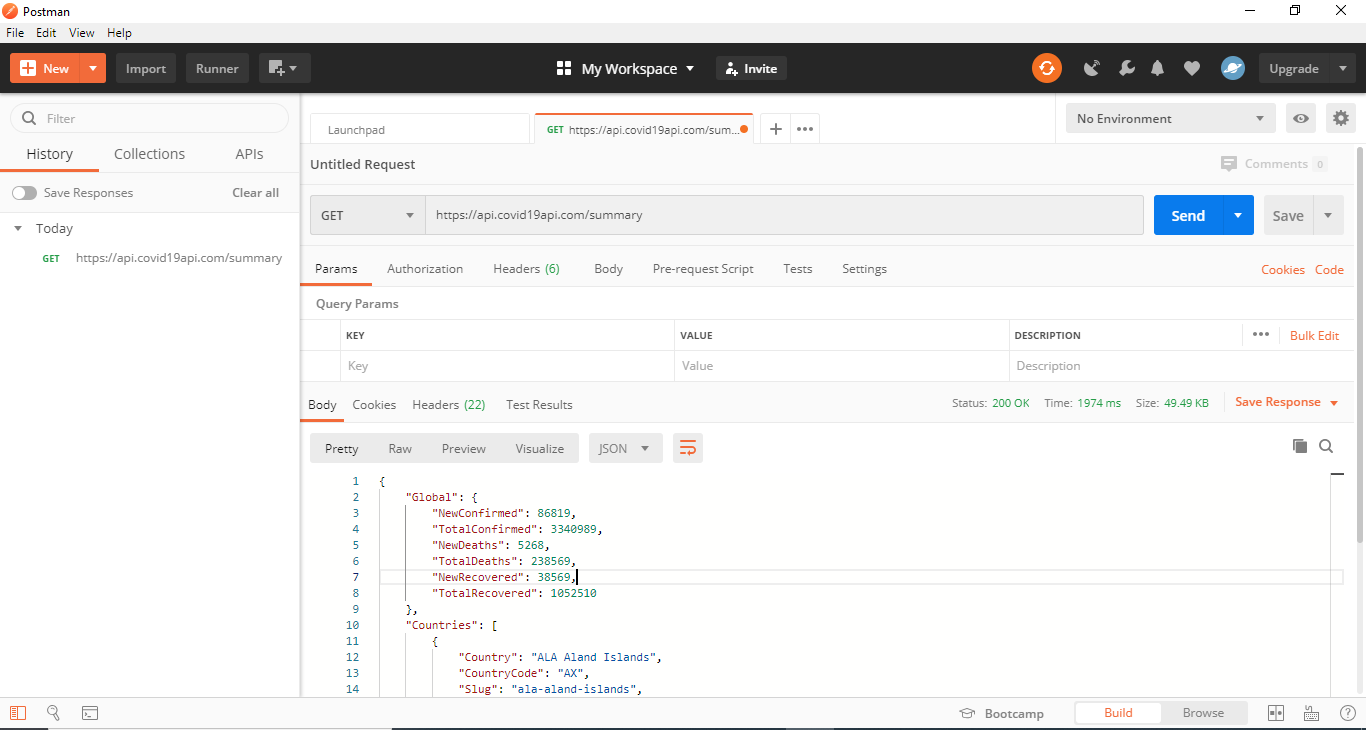 Postman
File Edit View Help
New Import Runner My Workspace Invite Upgrade
Filter
History Collections APIs
Save Responses Clear all
Today
GET https://api.covid19api.com/summary
Launchpad GET https://api.covid19api.com/sum... No Environment
Untitled Request Comments 0
GET https://api.covid19api.com/summary Send Save
Params Authorization Headers (6) Body Pre-request Script Tests Settings Cookies Code
Query Params
KEY VALUE DESCRIPTION Bulk Edit
Key Value Description
Body Cookies Headers (22) Test Results Status: 200 OK Time: 1974 ms Size: 49.49 KB Save Response
Pretty Raw Preview Visualize JSON
1 {
2 "Global": {
3 "NewConfirmed": 86819,
4 "TotalConfirmed": 3340989,
5 "NewDeaths": 5268,
6 "TotalDeaths": 238569,
7 "NewRecovered": 38569,
8 "TotalRecovered": 1052510
9 },
10 "Countries": [
11 {
12 "Country": "ALA Aland Islands",
13 "CountryCode": "AX",
14 "Slug": "ala-aland-islands",
Bootcamp Build Browse